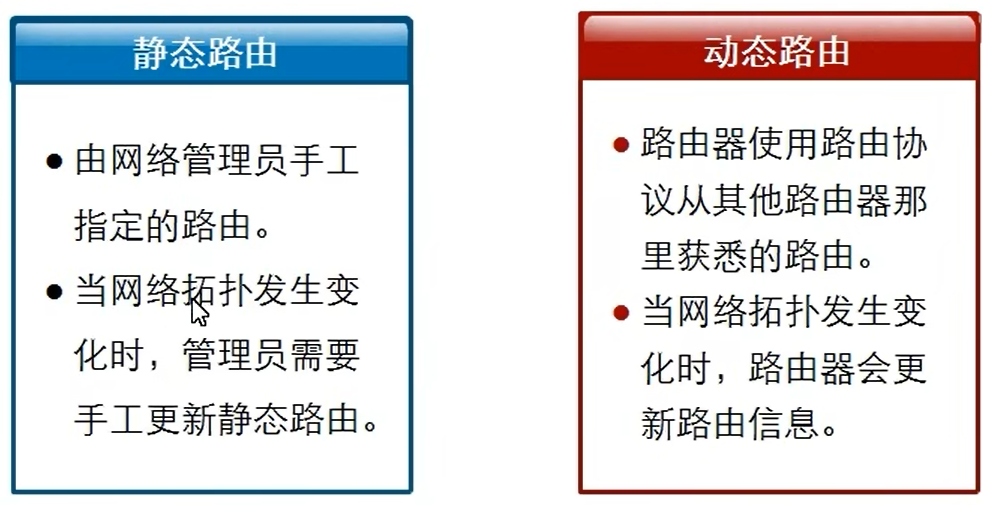 静态路由
● 由网络管理员手工
指定的路由。
● 当网络拓扑发生变
化时，管理员需要
手工更新静态路由。
动态路由
● 路由器使用路由协
议从其他路由器那
里获悉的路由。
● 当网络拓扑发生变
化时，路由器会更
新路由信息。